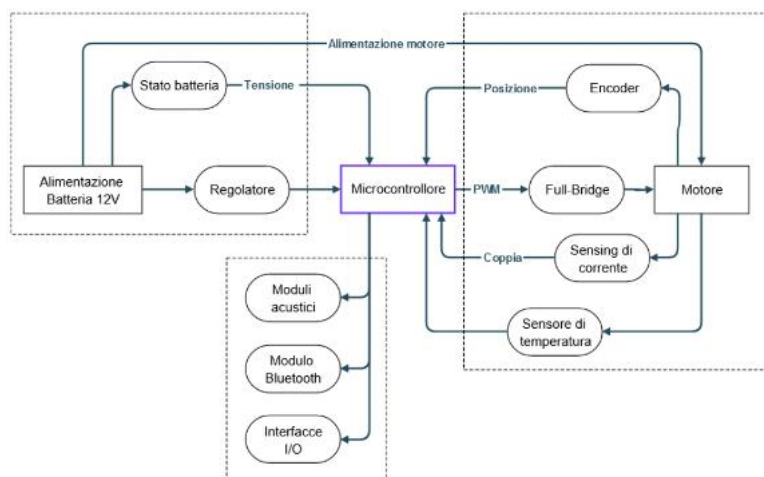 Alimentazione motore
Stato batteria
Tensione
Posizione
Encoder
Alimentazione
Batteria 12V
Regolatore
Microcontrollore
PWM
Full-Bridge
Motore
Coppia
Sensing di
corrente
Moduli
acustici
Sensore di
temperatura
Modulo
Bluetooth
Interfacce
I/O